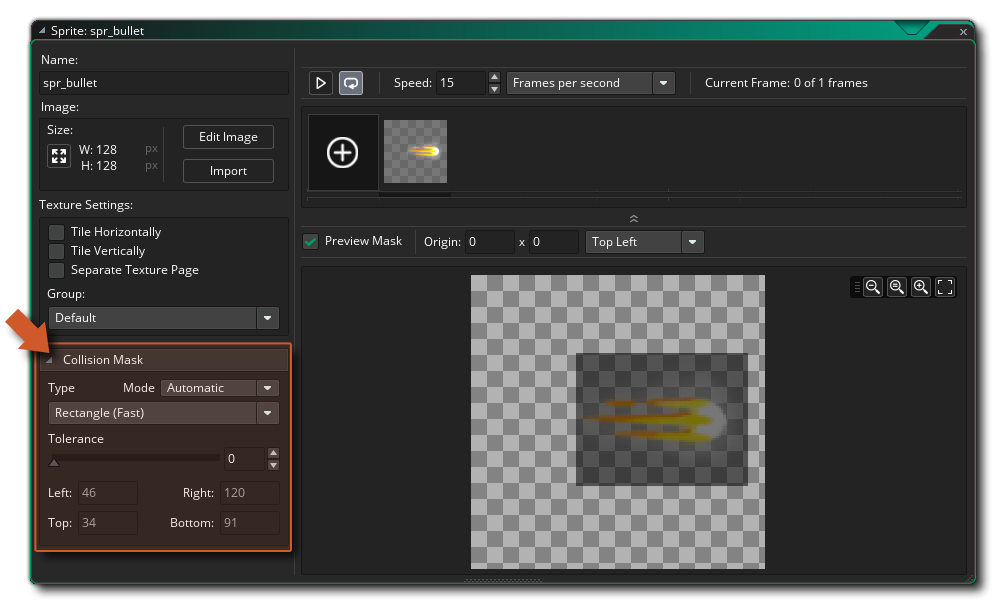 Sprite: spr_bullet
Name:
spr_bullet
Image:
Size:
W: 128 px
H: 128 px
Edit Image
Import
Texture Settings:
Tile Horizontally
Tile Vertically
Separate Texture Page
Group:
Default
Collision Mask
Type Mode Automatic
Rectangle (Fast)
Tolerance
0
Left: 46 Right: 120
Top: 34 Bottom: 91
Speed: 15 Frames per second Current Frame: 0 of 1 frames
Preview Mask Origin: 0 x 0 Top Left